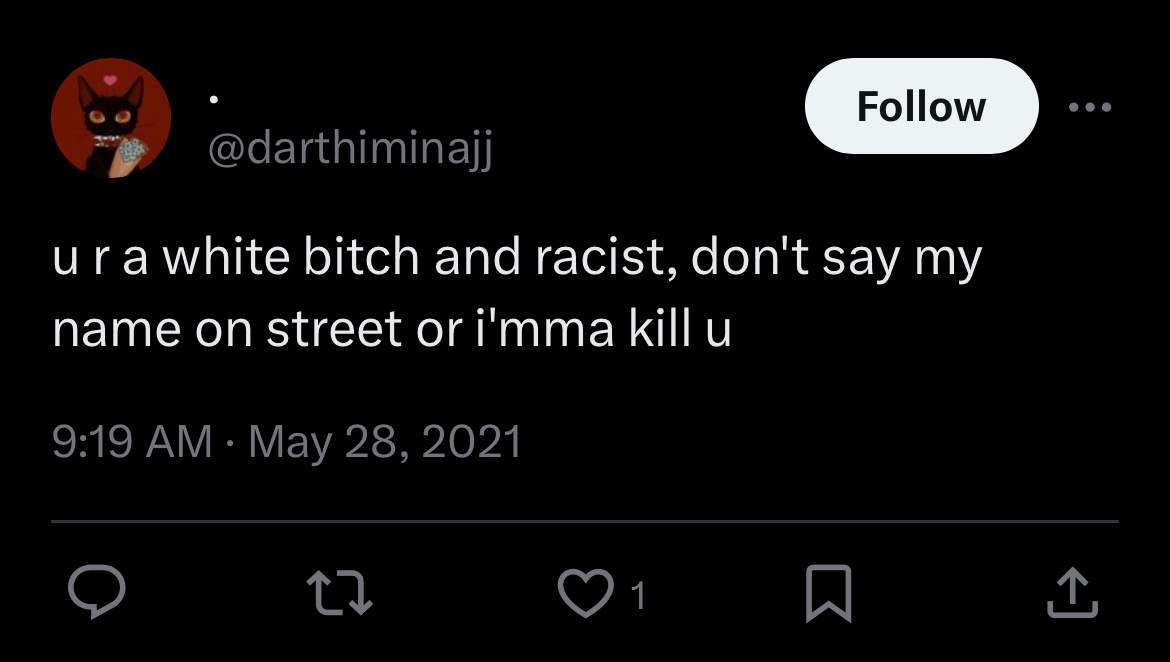 .
Follow
@darthiminajj
u r a white bitch and racist, don't say my
name on street or i'mma kill u
9:19 AM · May 28, 2021
1